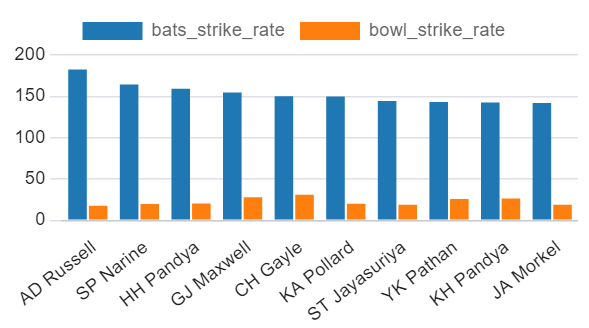 bats_strike_rate bowl_strike_rate
200
150
100
50
0
AD Russell
SP Narine
HH Pandya
GJ Maxwell
CH Gayle
KA Pollard
ST Jayasuriya
YK Pathan
KH Pandya
JA Morkel